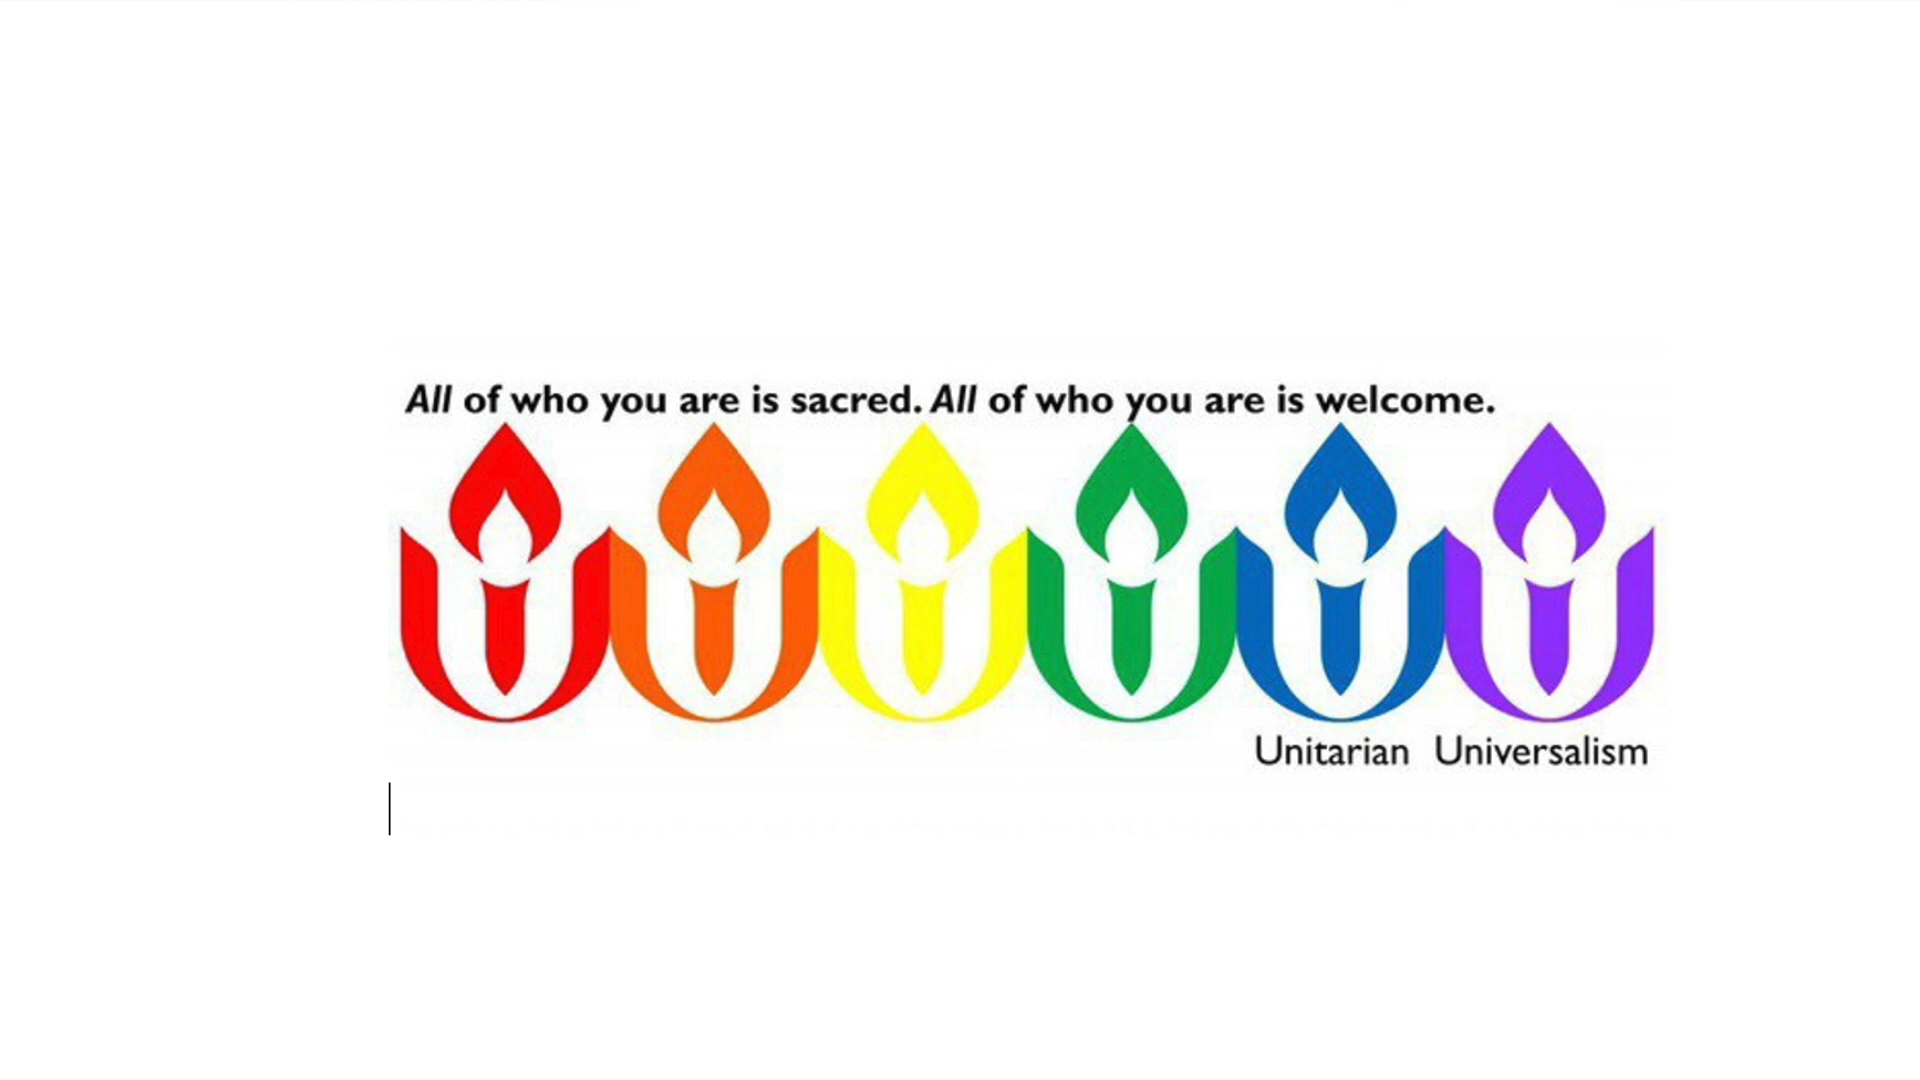 All of who you are is sacred. All of who you are is welcome.
Unitarian Universalism